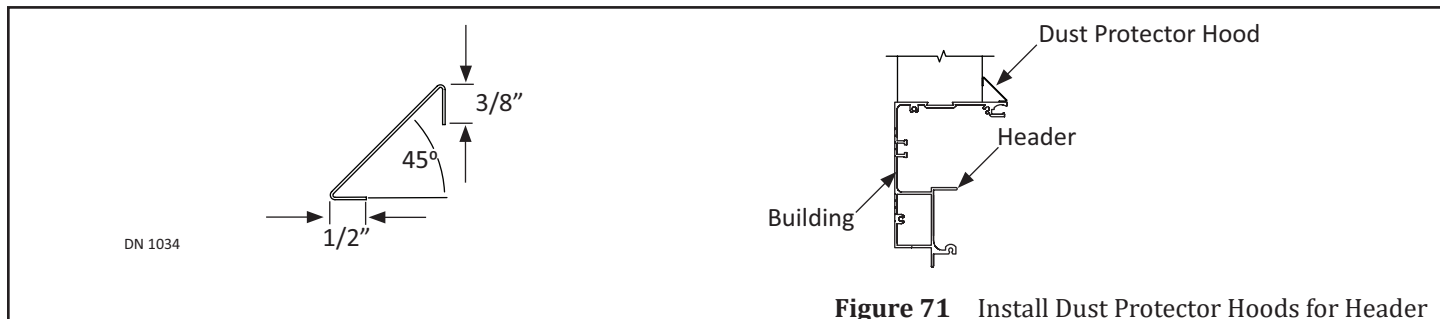 3/8”
45º
1/2”
DN 1034
Dust Protector Hood
Header
Building
Figure 71 Install Dust Protector Hoods for Header